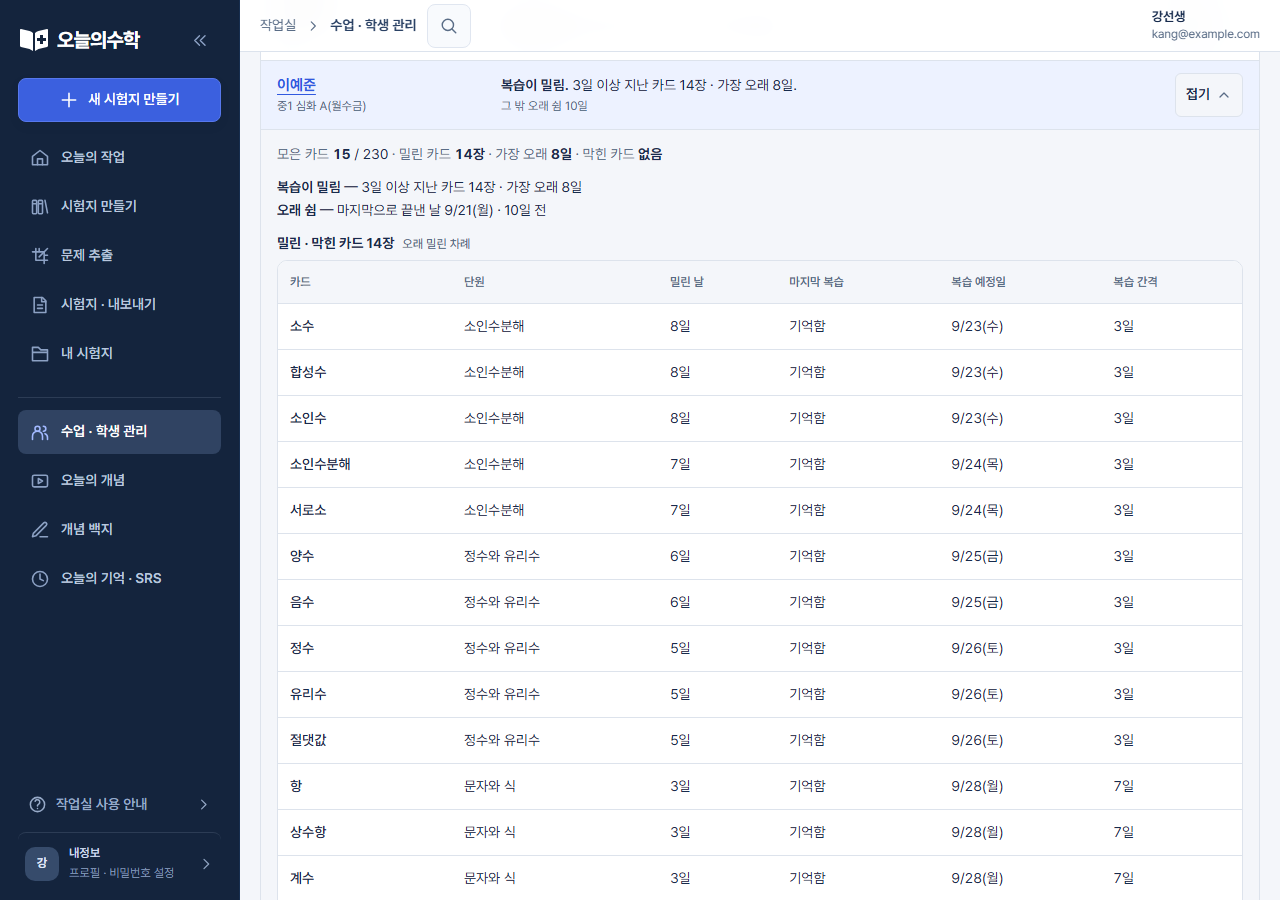 오늘의수학
새 시험지 만들기
오늘의 작업
시험지 만들기
문제 추출
시험지 · 내보내기
내 시험지
수업 · 학생 관리
오늘의 개념
개념 백지
오늘의 기억 · SRS
작업실 사용 안내
강
내정보
프로필 · 비밀번호 설정
작업실 수업 · 학생 관리
강선생
kang@example.com
이예준
중1 심화 A(월수금)
복습이 밀림. 3일 이상 지난 카드 14장 · 가장 오래 8일.
그 밖 오래 쉼 10일
접기
모은 카드 15 / 230 · 밀린 카드 14장 · 가장 오래 8일 · 막힌 카드 없음
복습이 밀림 — 3일 이상 지난 카드 14장 · 가장 오래 8일
오래 쉼 — 마지막으로 끝낸 날 9/21(월) · 10일 전
밀린 · 막힌 카드 14장 오래 밀린 차례
카드 단원 밀린 날 마지막 복습 복습 예정일 복습 간격
소수 소인수분해 8일 기억함 9/23(수) 3일
합성수 소인수분해 8일 기억함 9/23(수) 3일
소인수 소인수분해 8일 기억함 9/23(수) 3일
소인수분해 소인수분해 7일 기억함 9/24(목) 3일
서로소 소인수분해 7일 기억함 9/24(목) 3일
양수 정수와 유리수 6일 기억함 9/25(금) 3일
음수 정수와 유리수 6일 기억함 9/25(금) 3일
정수 정수와 유리수 5일 기억함 9/26(토) 3일
유리수 정수와 유리수 5일 기억함 9/26(토) 3일
절댓값 정수와 유리수 5일 기억함 9/26(토) 3일
항 문자와 식 3일 기억함 9/28(월) 7일
상수항 문자와 식 3일 기억함 9/28(월) 7일
계수 문자와 식 3일 기억함 9/28(월) 7일